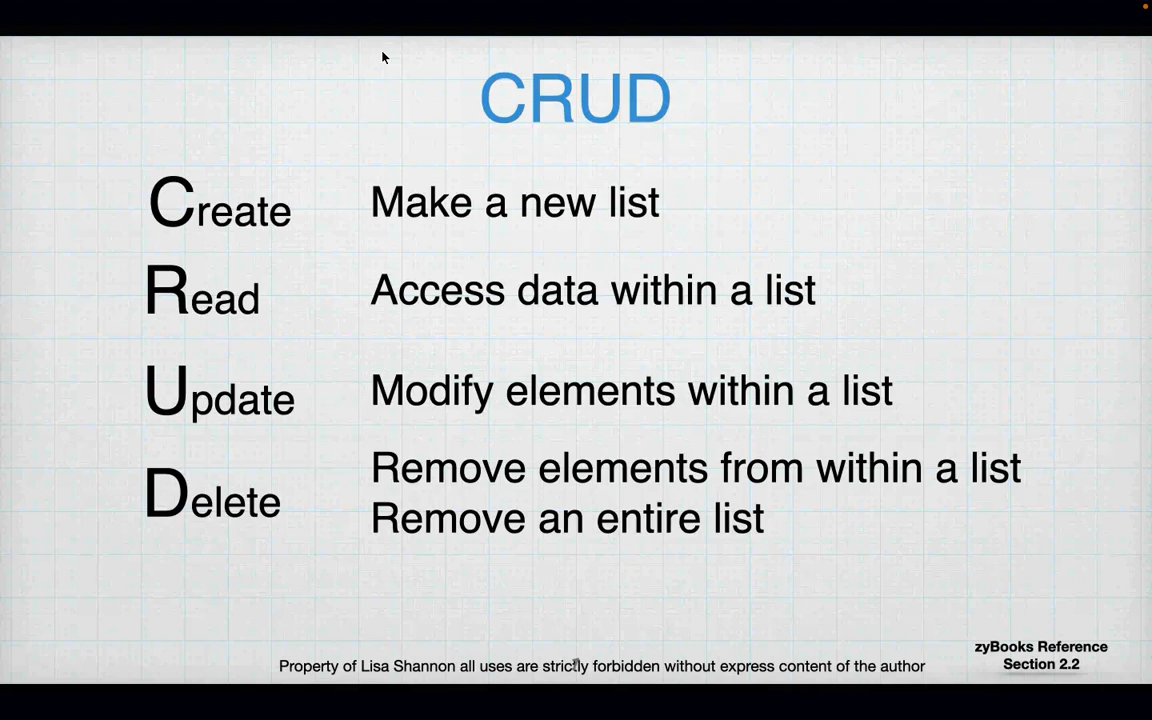 CRUD
Create Make a new list
Read Access data within a list
Update Modify elements within a list
Delete Remove elements from within a list
Remove an entire list
zyBooks Reference
Section 2.2
Property of Lisa Shannon all uses are strictly forbidden without express content of the author